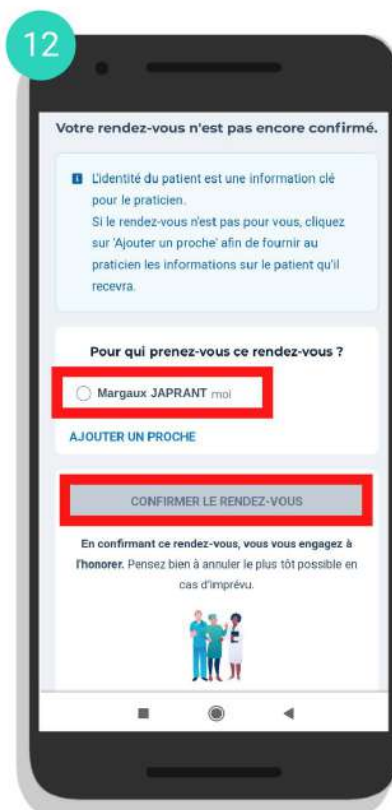 12
Votre rendez-vous n'est pas encore confirmé.
L'identité du patient est une information clé
pour le praticien.
Si le rendez-vous n'est pas pour vous, cliquez
sur 'Ajouter un proche' afin de fournir au
praticien les informations sur le patient qu'il
recevra.
Pour qui prenez-vous ce rendez-vous ?
Margaux JAPRANT moi
AJOUTER UN PROCHE
CONFIRMER LE RENDEZ-VOUS
En confirmant ce rendez-vous, vous vous engagez à
l'honorer. Pensez bien à annuler le plus tôt possible en
cas d'imprévu.